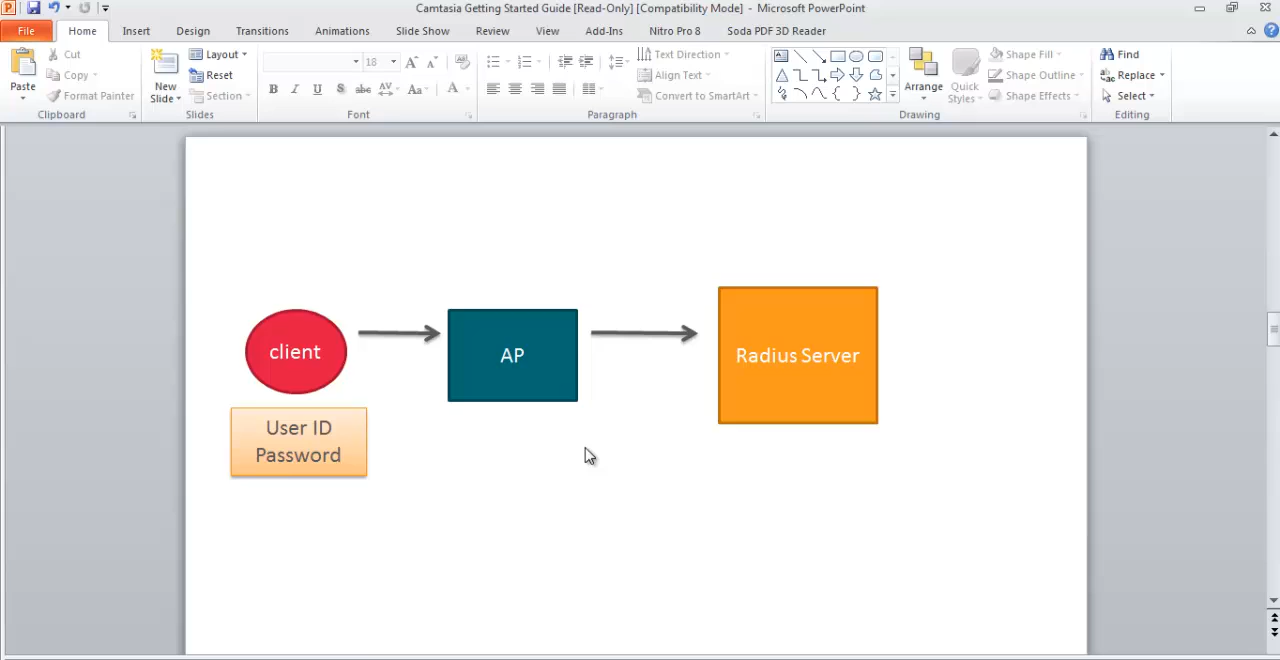 Camtasia Getting Started Guide [Read-Only] [Compatibility Mode] - Microsoft PowerPoint
File Home Insert Design Transitions Animations Slide Show Review View Add-Ins Nitro Pro 8 Soda PDF 3D Reader
Paste
Cut
Copy
Format Painter
Clipboard
New
Slide
Layout
Reset
Section
Slides
18
B I U S abc AV Aa A
Font
Text Direction
Align Text
Convert to SmartArt
Paragraph
Arrange
Quick
Styles
Shape Fill
Shape Outline
Shape Effects
Drawing
Find
Replace
Select
Editing
client
AP
Radius Server
User ID
Password